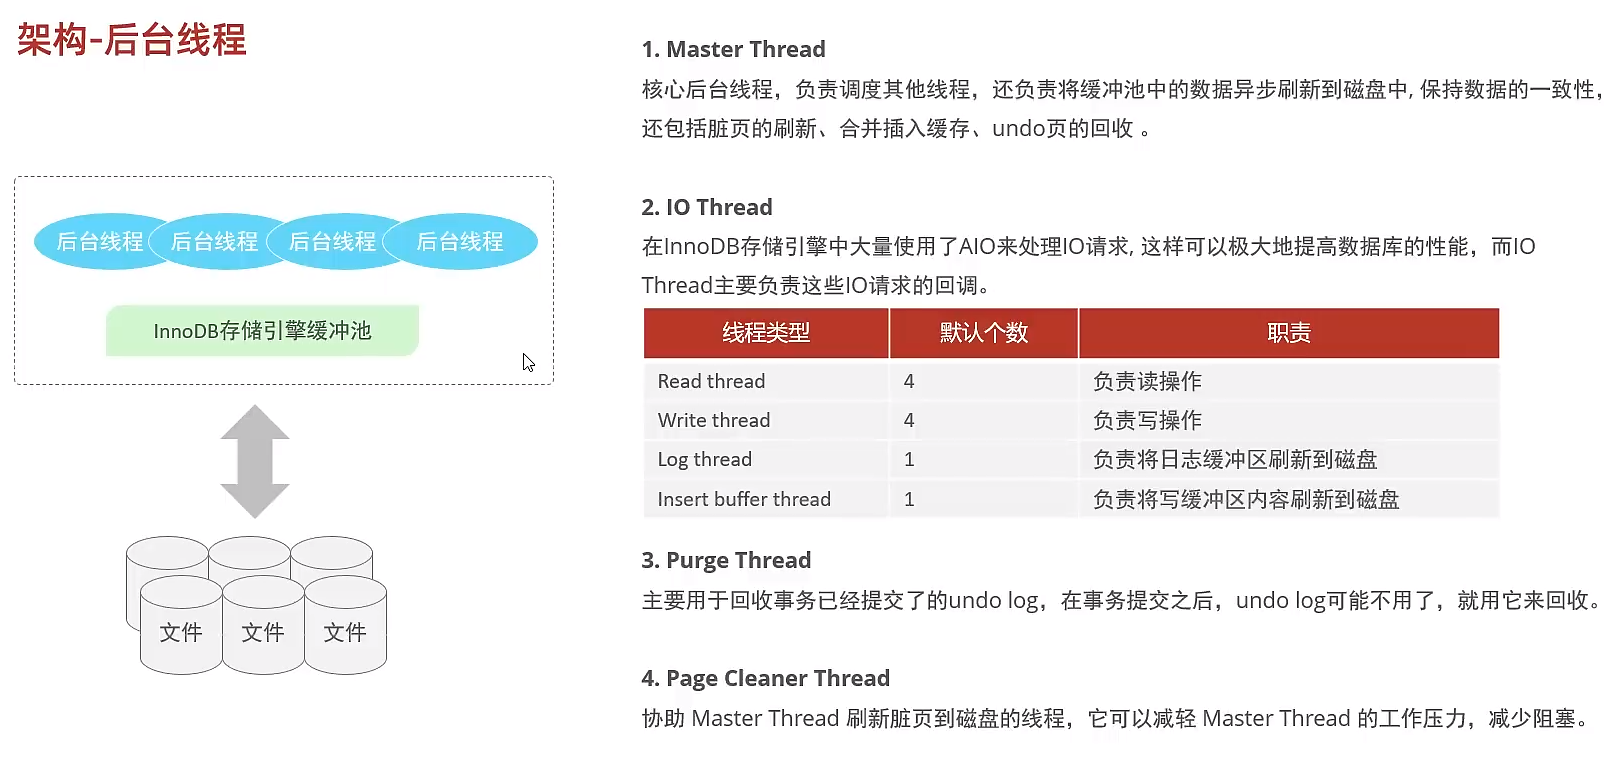 架构-后台线程
后台线程 后台线程 后台线程 后台线程
InnoDB存储引擎缓冲池
文件 文件 文件
1. Master Thread
核心后台线程，负责调度其他线程，还负责将缓冲池中的数据异步刷新到磁盘中, 保持数据的一致性，
还包括脏页的刷新、合并插入缓存、undo页的回收 。
2. IO Thread
在InnoDB存储引擎中大量使用了AIO来处理IO请求, 这样可以极大地提高数据库的性能，而IO
Thread主要负责这些IO请求的回调。
线程类型 默认个数 职责
Read thread 4 负责读操作
Write thread 4 负责写操作
Log thread 1 负责将日志缓冲区刷新到磁盘
Insert buffer thread 1 负责将写缓冲区内容刷新到磁盘
3. Purge Thread
主要用于回收事务已经提交了的undo log，在事务提交之后，undo log可能不用了，就用它来回收。
4. Page Cleaner Thread
协助 Master Thread 刷新脏页到磁盘的线程，它可以减轻 Master Thread 的工作压力，减少阻塞。